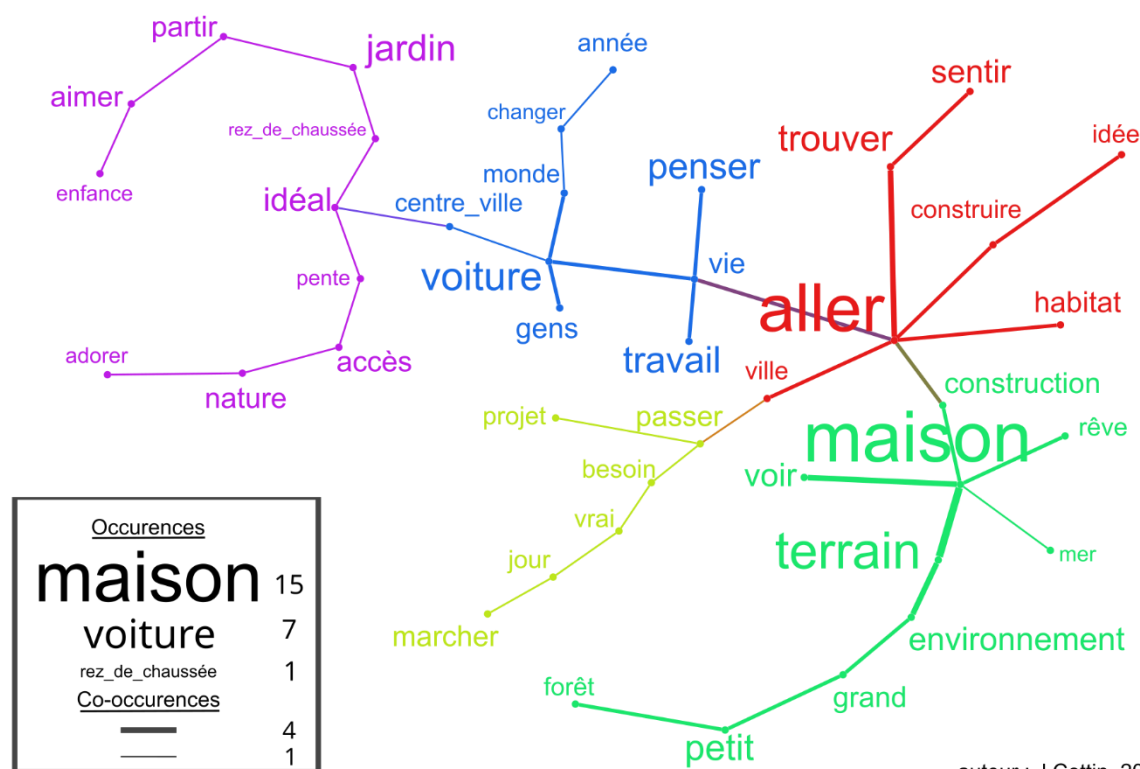 partir
jardin
année
sentir
aimer
changer
trouver
idée
rez_de_chaussée
enfance
idéal
monde
penser
centre_ville
construire
pente
voiture
vie
aller
habitat
gens
adorer
accès
travail
ville
nature
construction
projet
passer
maison
rêve
besoin
voir
vrai
terrain
mer
jour
marcher
environnement
forêt
grand
petit
Occurences
maison 15
voiture 7
rez_de_chaussée 1
Co-occurences
4
1